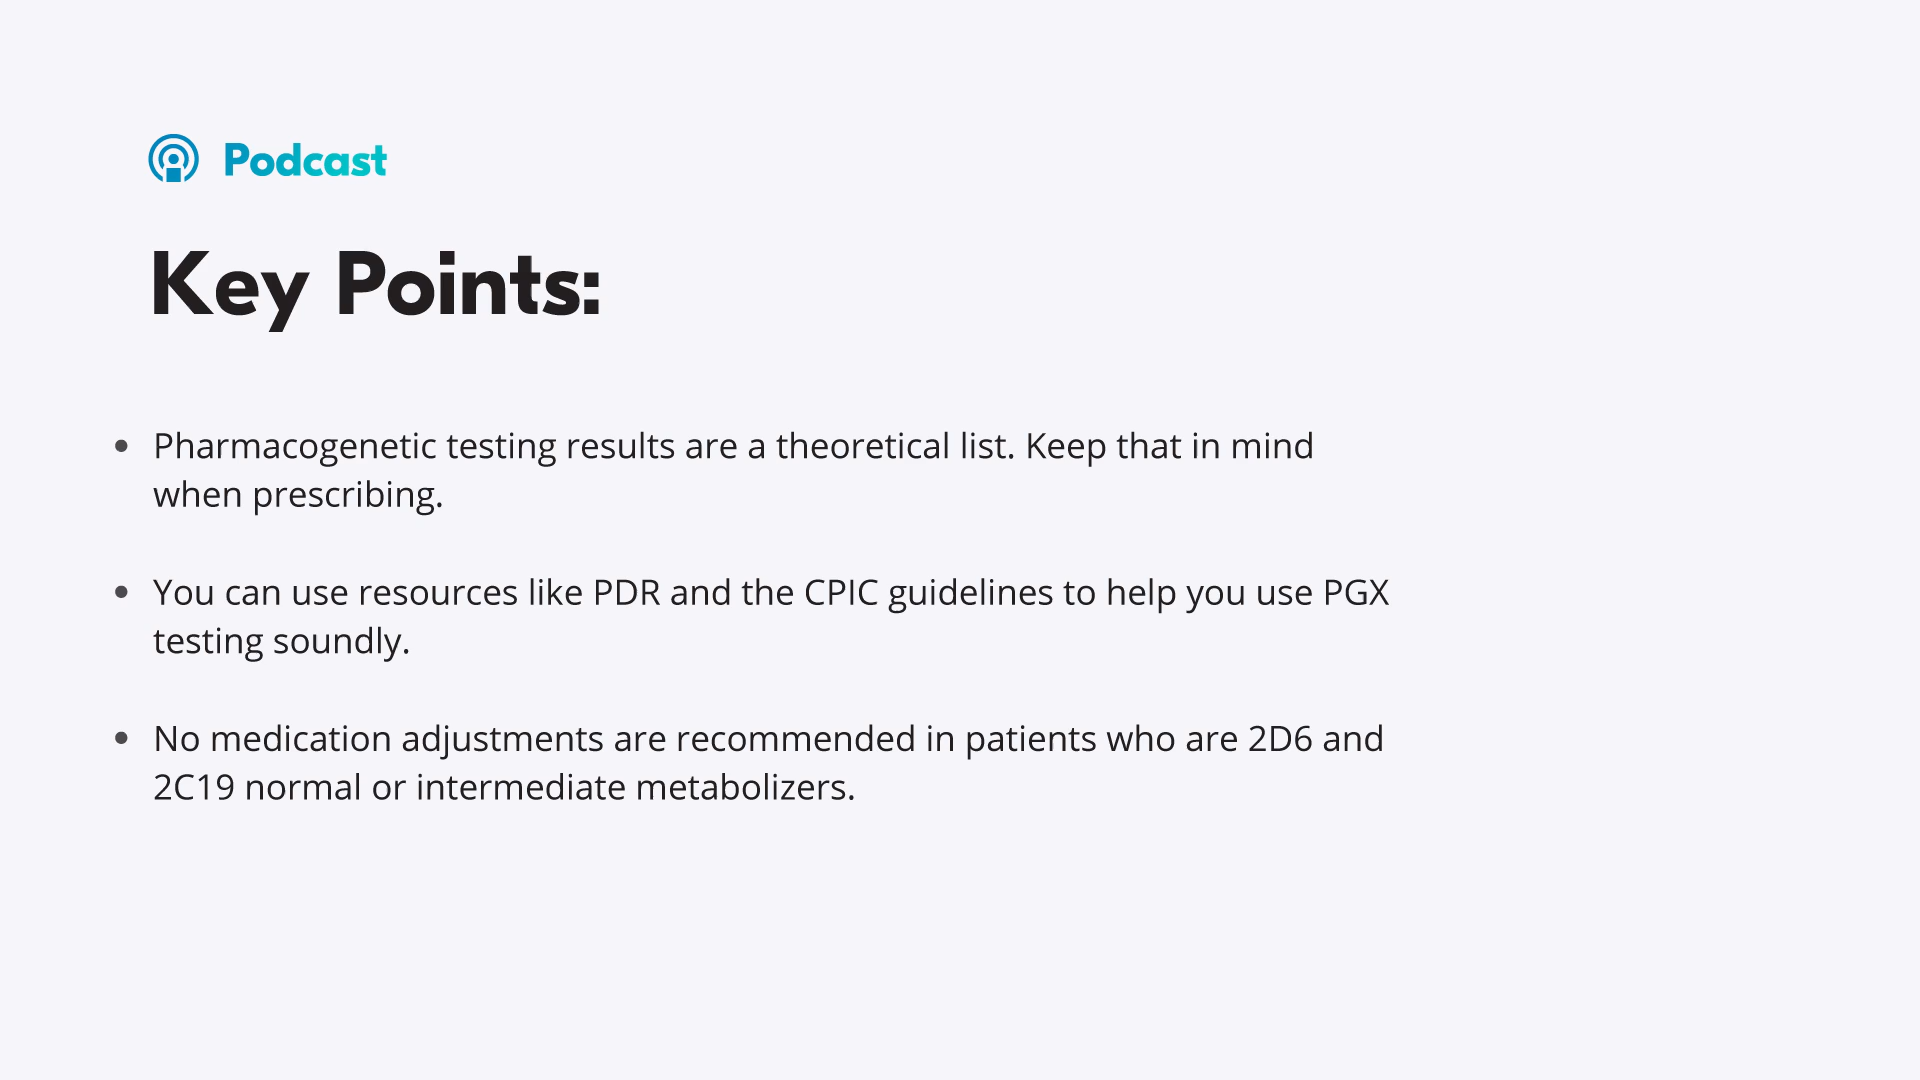 Podcast
Key Points:
• Pharmacogenetic testing results are a theoretical list. Keep that in mind
when prescribing.
• You can use resources like PDR and the CPIC guidelines to help you use PGX
testing soundly.
• No medication adjustments are recommended in patients who are 2D6 and
2C19 normal or intermediate metabolizers.